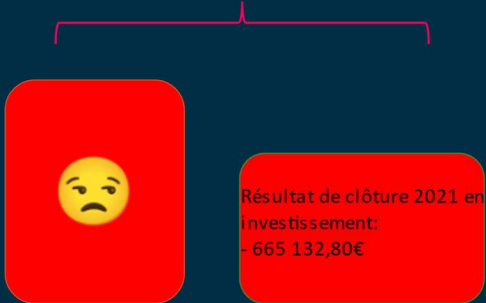 Résultat de clôture 2021 en
investissement:
- 665 132,80€